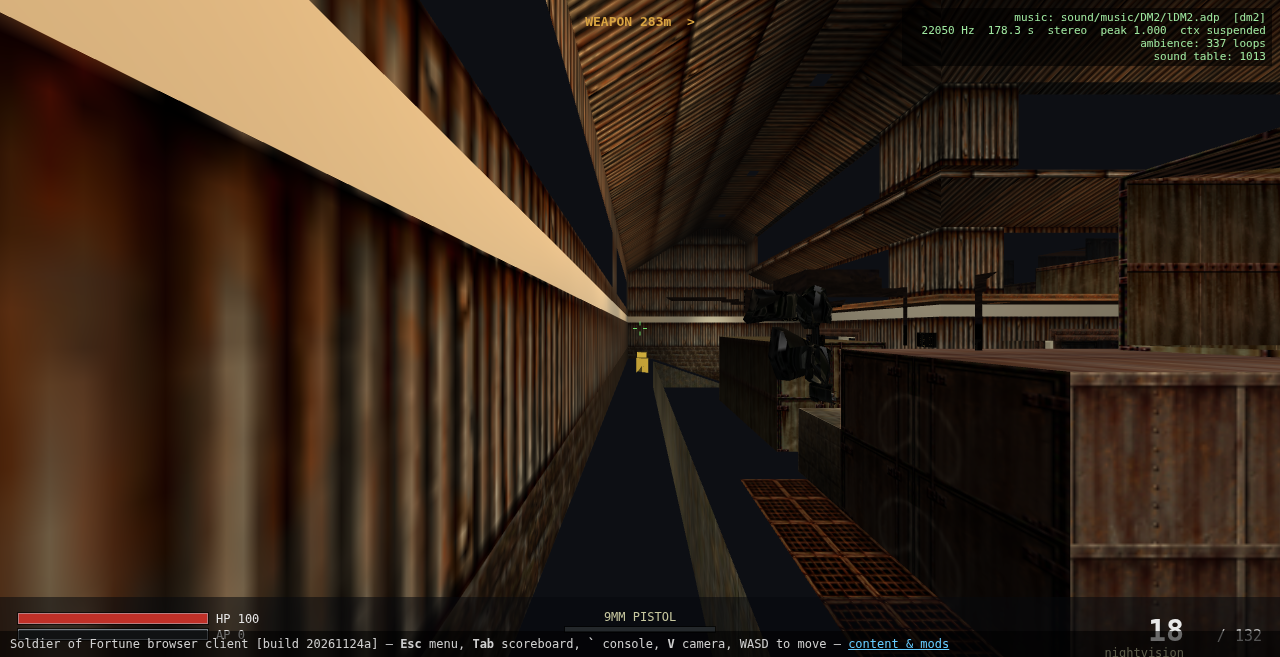 WEAPON 283m  >
music: sound/music/DM2/lDM2.adp  [dm2]
22050 Hz  178.3 s  stereo  peak 1.000  ctx suspended
ambience: 337 loops
sound table: 1013
HP 100
AP 0
9MM PISTOL
18 / 132
nightvision
Soldier of Fortune browser client [build 20261124a] — Esc menu, Tab scoreboard, ` console, V camera, WASD to move — content & mods